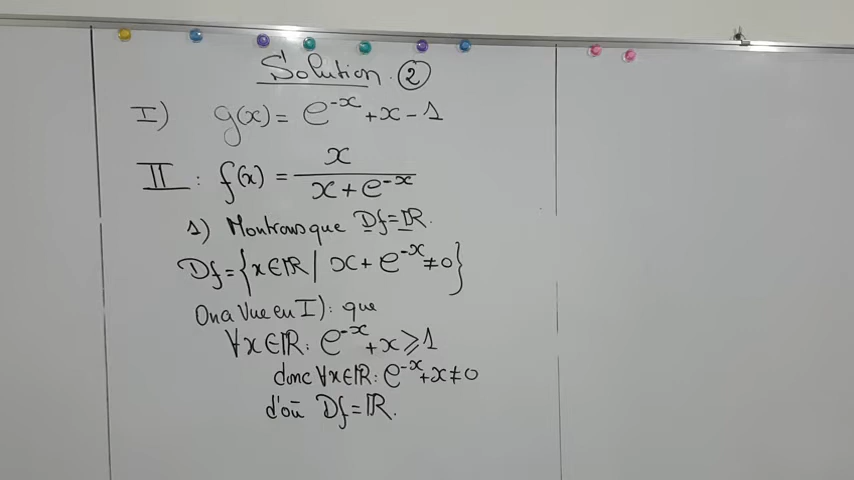 Solution. ②
I) g(x) = e^{-x} + x - 1
II : f(x) = x / (x + e^{-x})
1) Montrons que Df = ℝ.
Df = {x ∈ ℝ | x + e^{-x} ≠ 0}
On a Vue en I) : que
∀x ∈ ℝ : e^{-x} + x ⩾ 1
donc ∀x ∈ ℝ : e^{-x} + x ≠ 0
d'où Df = ℝ.